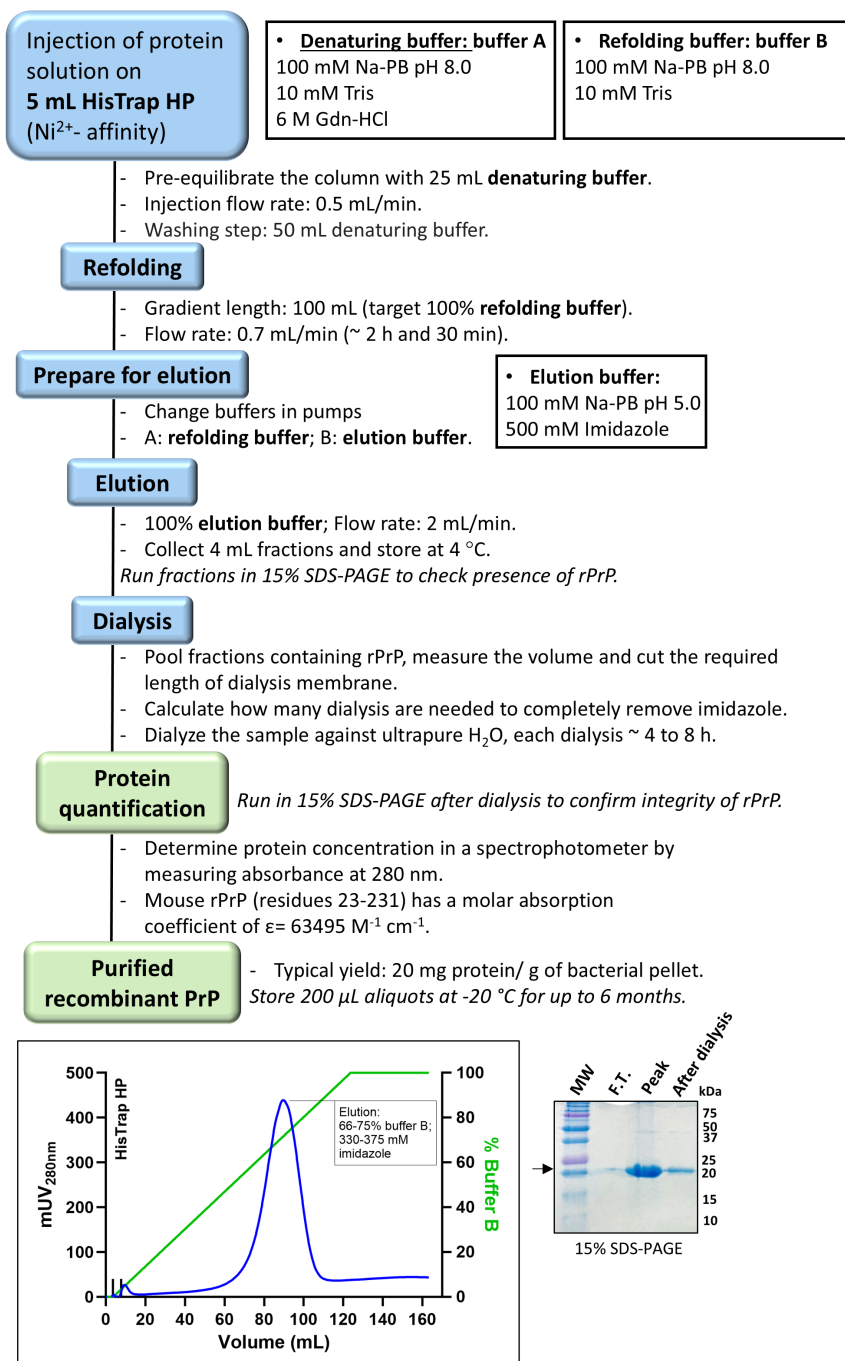 Injection of protein
solution on
5 mL HisTrap HP
(Ni²⁺- affinity)
• Denaturing buffer: buffer A
100 mM Na-PB pH 8.0
10 mM Tris
6 M Gdn-HCl
• Refolding buffer: buffer B
100 mM Na-PB pH 8.0
10 mM Tris
- Pre-equilibrate the column with 25 mL denaturing buffer.
- Injection flow rate: 0.5 mL/min.
- Washing step: 50 mL denaturing buffer.
Refolding
- Gradient length: 100 mL (target 100% refolding buffer).
- Flow rate: 0.7 mL/min (~ 2 h and 30 min).
Prepare for elution
- Change buffers in pumps
- A: refolding buffer; B: elution buffer.
• Elution buffer:
100 mM Na-PB pH 5.0
500 mM Imidazole
Elution
- 100% elution buffer; Flow rate: 2 mL/min.
- Collect 4 mL fractions and store at 4 °C.
Run fractions in 15% SDS-PAGE to check presence of rPrP.
Dialysis
- Pool fractions containing rPrP, measure the volume and cut the required
length of dialysis membrane.
- Calculate how many dialysis are needed to completely remove imidazole.
- Dialyze the sample against ultrapure H₂O, each dialysis ~ 4 to 8 h.
Protein
quantification
Run in 15% SDS-PAGE after dialysis to confirm integrity of rPrP.
- Determine protein concentration in a spectrophotometer by
measuring absorbance at 280 nm.
- Mouse rPrP (residues 23-231) has a molar absorption
coefficient of ε= 63495 M⁻¹ cm⁻¹.
Purified
recombinant PrP
- Typical yield: 20 mg protein/ g of bacterial pellet.
Store 200 µL aliquots at -20 °C for up to 6 months.
500
400
300
200
100
0
mUV280nm
HisTrap HP
Elution:
66-75% buffer B;
330-375 mM
imidazole
100
80
60
40
20
0
% Buffer B
0 20 40 60 80 100 120 140 160
Volume (mL)
MW
F.T.
Peak
After dialysis
kDa
75
50
37
25
20
15
10
15% SDS-PAGE